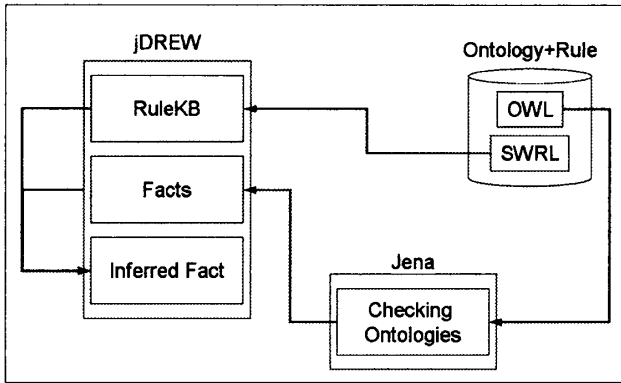 jDREW
RuleKB
Facts
Inferred Fact
Ontology+Rule
OWL
SWRL
Jena
Checking
Ontologies